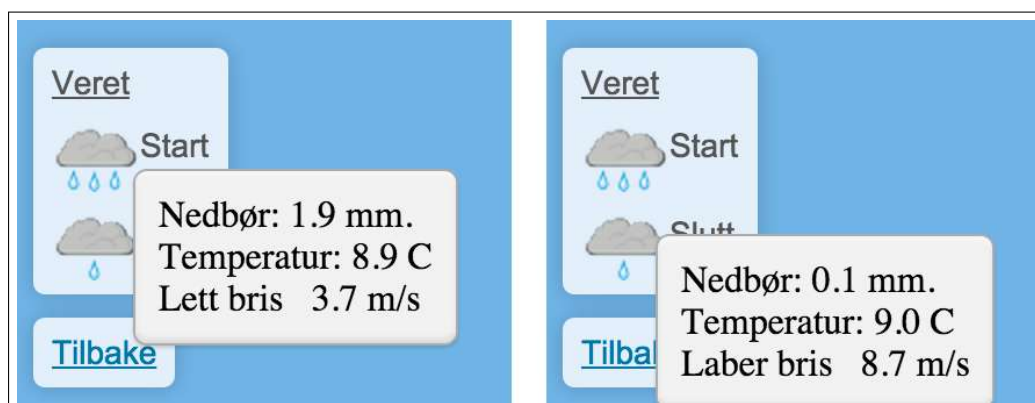 Veret
Start
Nedbør: 1.9 mm.
Temperatur: 8.9 C
Lett bris 3.7 m/s
Tilbake
Veret
Start
Slutt
Nedbør: 0.1 mm.
Temperatur: 9.0 C
Laber bris 8.7 m/s